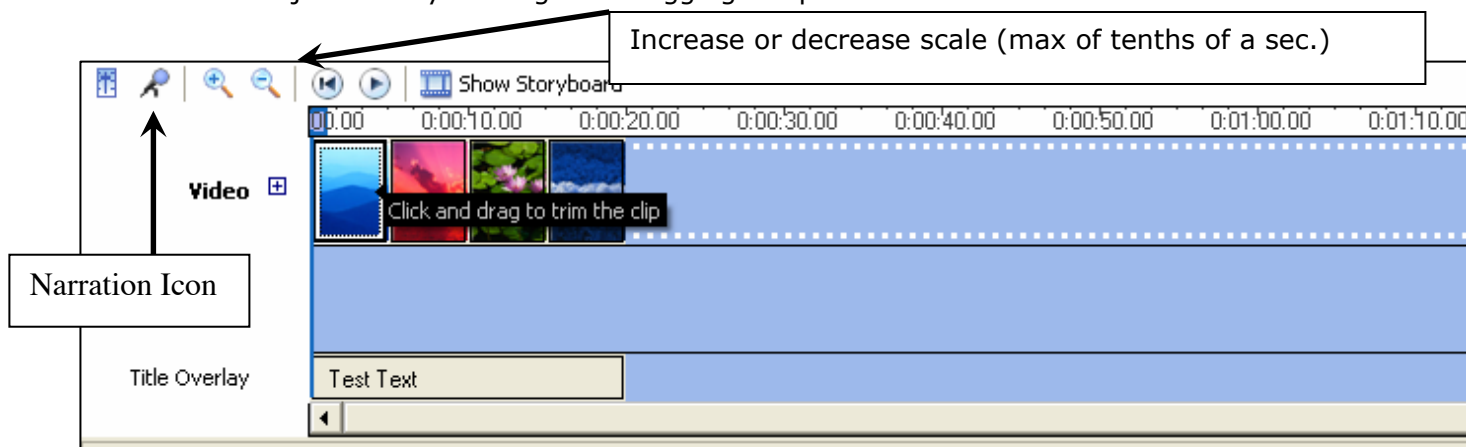 Increase or decrease scale (max of tenths of a sec.)
Show Storyboard
00.00 0:00:10.00 0:00:20.00 0:00:30.00 0:00:40.00 0:00:50.00 0:01:00.00 0:01:10.00
Video
Click and drag to trim the clip
Narration Icon
Title Overlay
Test Text